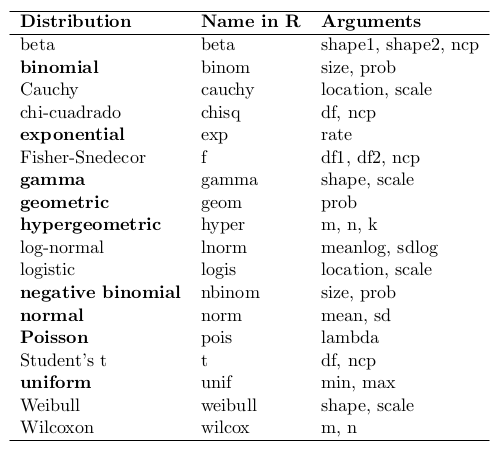 Distribution Name in R Arguments
beta beta shape1, shape2, ncp
binomial binom size, prob
Cauchy cauchy location, scale
chi-cuadrado chisq df, ncp
exponential exp rate
Fisher-Snedecor f df1, df2, ncp
gamma gamma shape, scale
geometric geom prob
hypergeometric hyper m, n, k
log-normal lnorm meanlog, sdlog
logistic logis location, scale
negative binomial nbinom size, prob
normal norm mean, sd
Poisson pois lambda
Student's t t df, ncp
uniform unif min, max
Weibull weibull shape, scale
Wilcoxon wilcox m, n